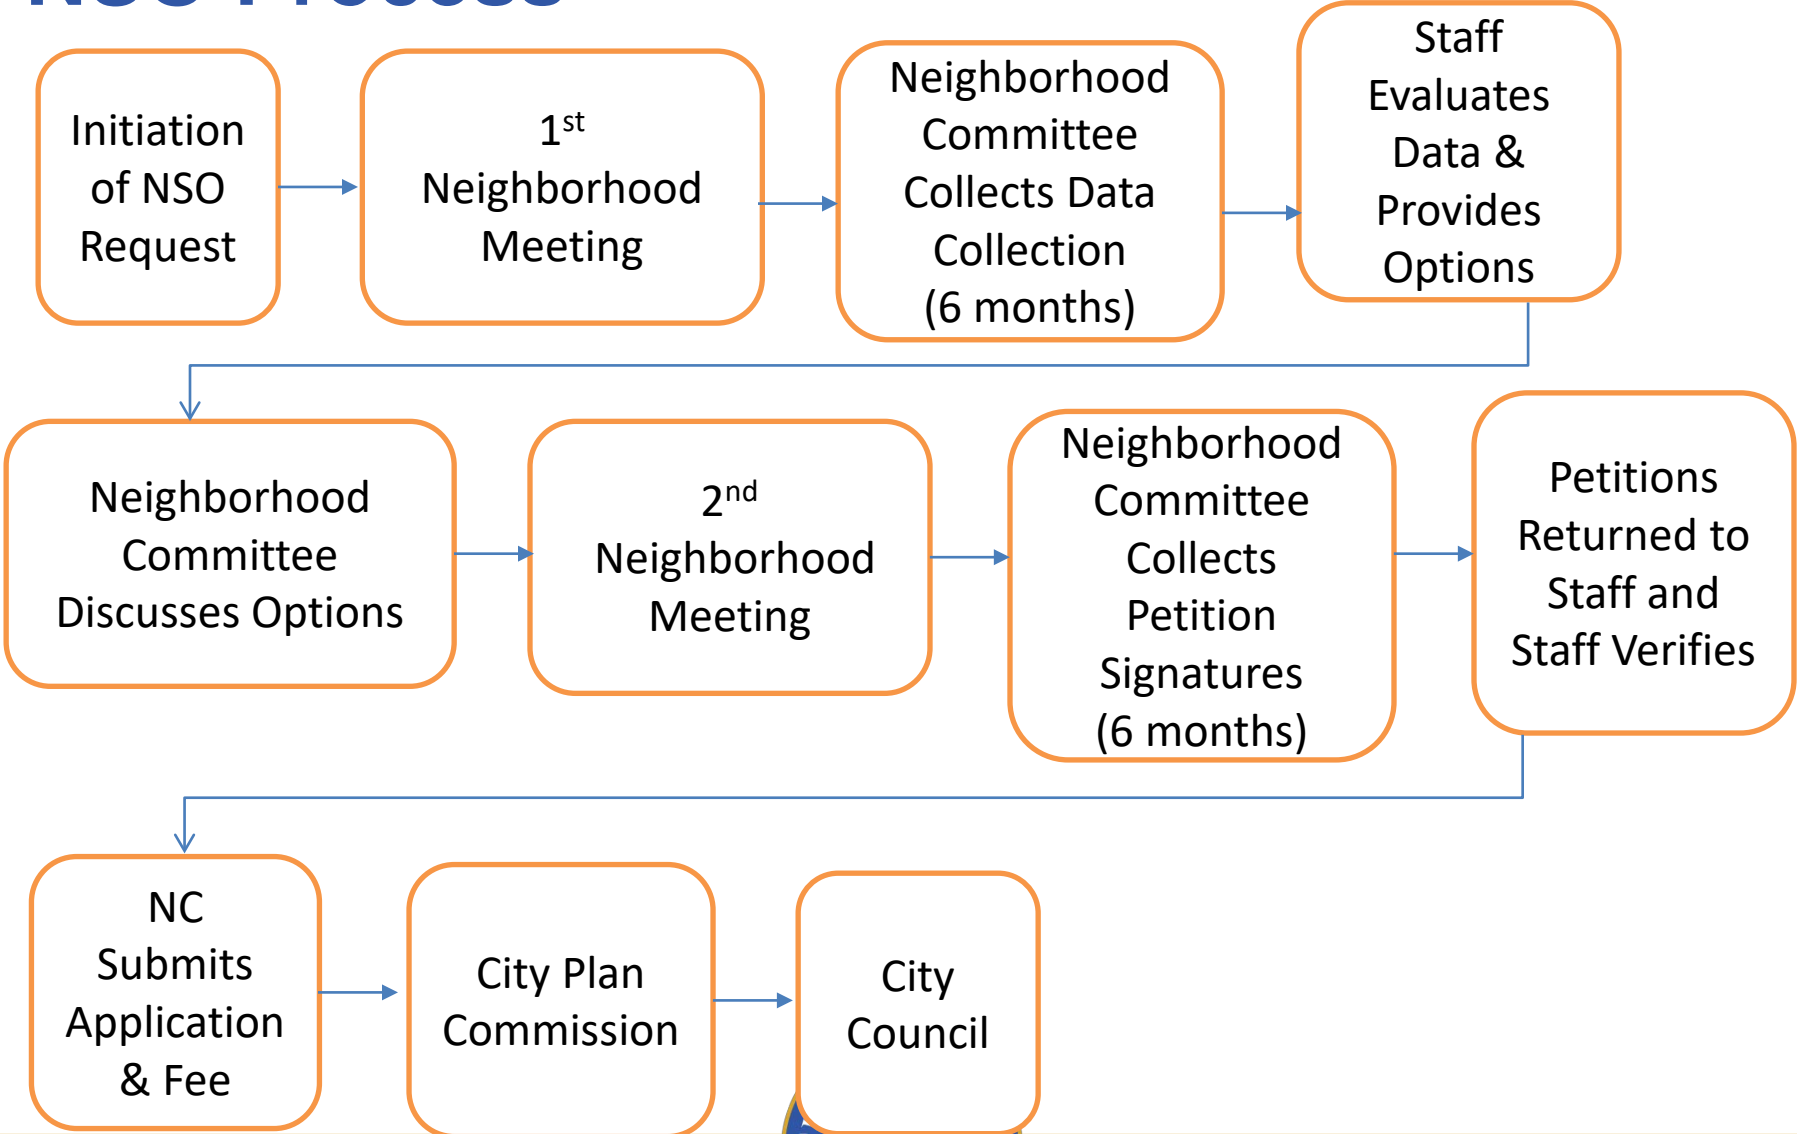 NSO Process
Initiation
of NSO
Request
1st
Neighborhood
Meeting
Neighborhood
Committee
Collects Data
Collection
(6 months)
Staff
Evaluates
Data &
Provides
Options
Neighborhood
Committee
Discusses Options
2nd
Neighborhood
Meeting
Neighborhood
Committee
Collects
Petition
Signatures
(6 months)
Petitions
Returned to
Staff and
Staff Verifies
NC
Submits
Application
& Fee
City Plan
Commission
City
Council